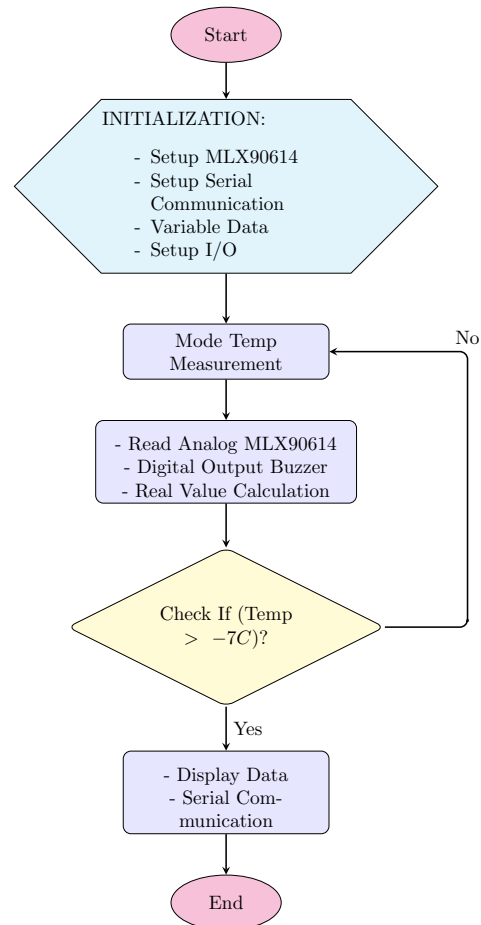 Start
INITIALIZATION:
- Setup MLX90614
- Setup Serial
Communication
- Variable Data
- Setup I/O
No
Mode Temp
Measurement
- Read Analog MLX90614
- Digital Output Buzzer
- Real Value Calculation
Check If (Temp
> −7C)?
Yes
- Display Data
- Serial Com-
munication
End